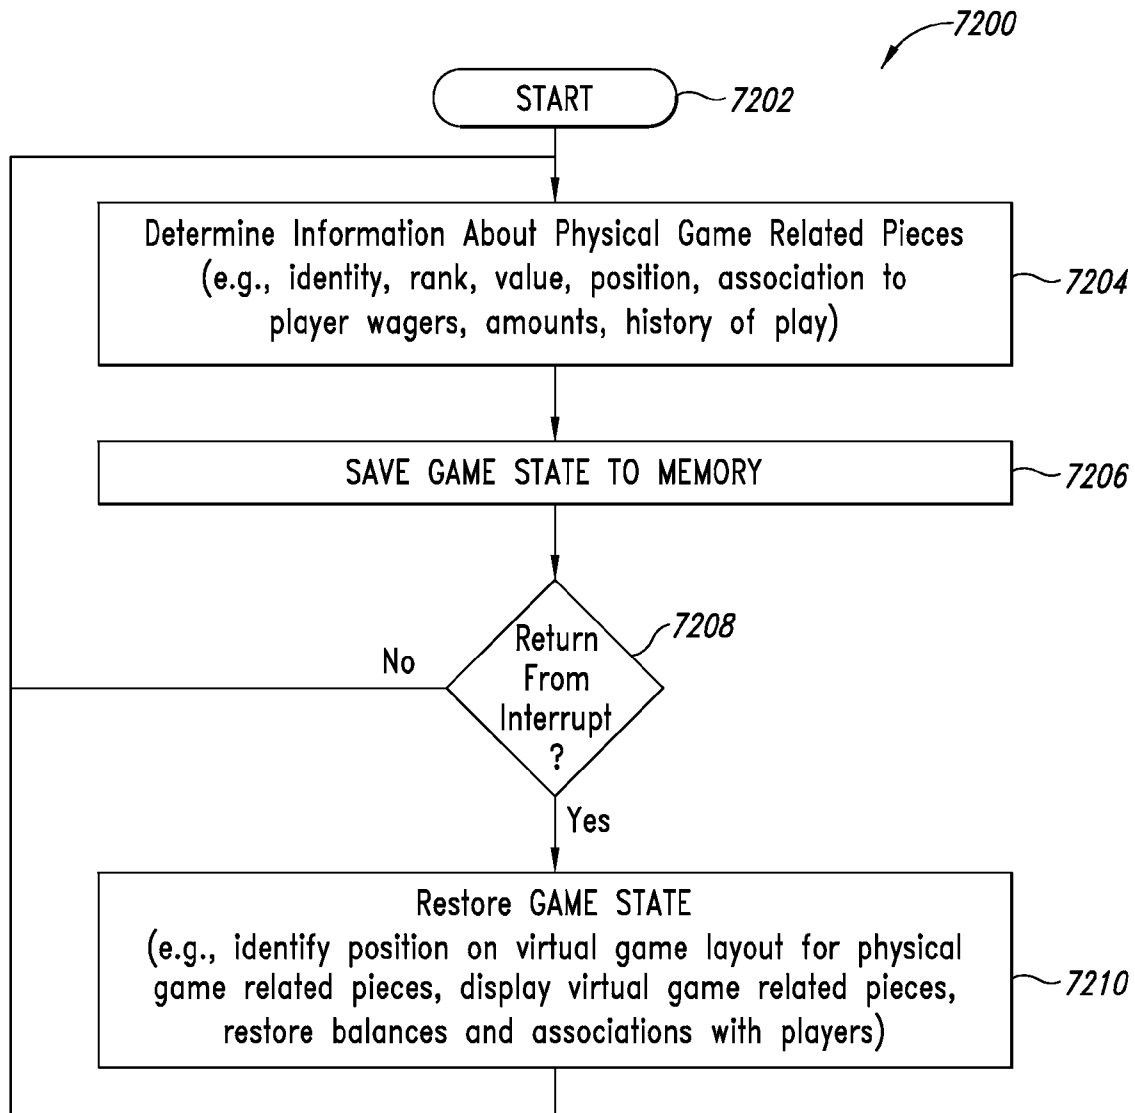 7200
START
7202
Determine Information About Physical Game Related Pieces
(e.g., identity, rank, value, position, association to
player wagers, amounts, history of play)
7204
SAVE GAME STATE TO MEMORY
7206
Return
From
Interrupt
?
7208
No
Yes
Restore GAME STATE
(e.g., identify position on virtual game layout for physical
game related pieces, display virtual game related pieces,
restore balances and associations with players)
7210